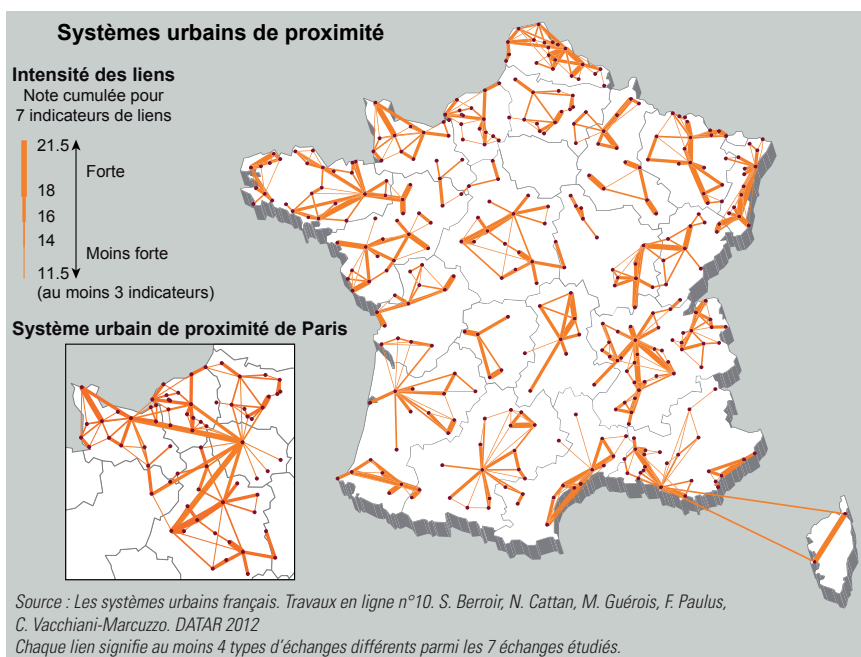 Systèmes urbains de proximité
Intensité des liens
Note cumulée pour
7 indicateurs de liens
21.5
Forte
18
16
14
Moins forte
11.5
(au moins 3 indicateurs)
Système urbain de proximité de Paris
Source : Les systèmes urbains français. Travaux en ligne n°10. S. Berroir, N. Cattan, M. Guérois, F. Paulus,
C. Vacchiani-Marcuzzo. DATAR 2012
Chaque lien signifie au moins 4 types d'échanges différents parmi les 7 échanges étudiés.